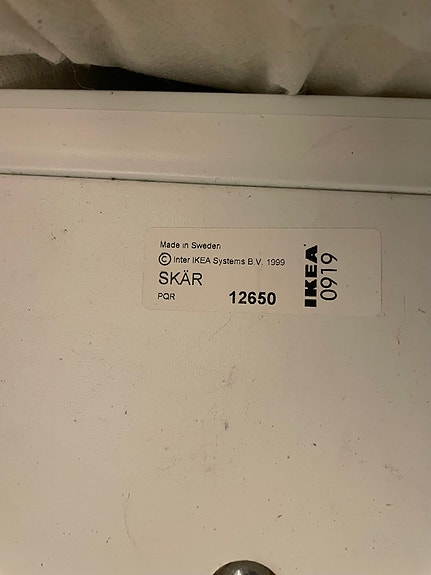 Made in Sweden
© Inter IKEA Systems B.V. 1999
SKÄR
PQR 12650
IKEA
0919